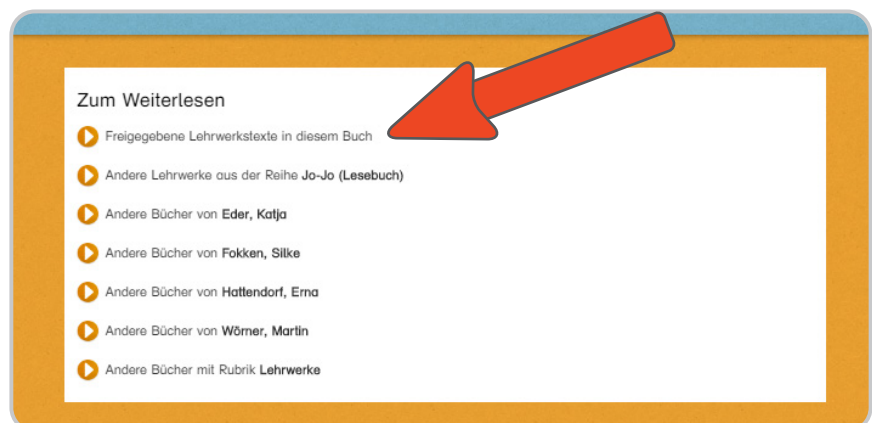 Zum Weiterlesen
Freigegebene Lehrwerkstexte in diesem Buch
Andere Lehrwerke aus der Reihe Jo-Jo (Lesebuch)
Andere Bücher von Eder, Katja
Andere Bücher von Fokken, Silke
Andere Bücher von Hattendorf, Erna
Andere Bücher von Wörner, Martin
Andere Bücher mit Rubrik Lehrwerke